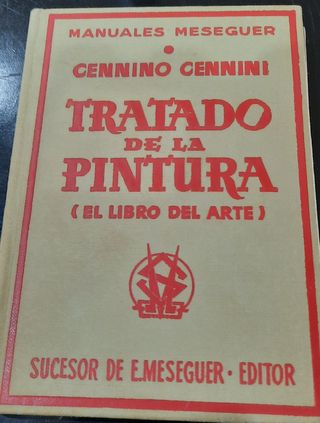 MANUALES MESEGUER
CENNINO CENNINI
TRATADO
DE LA
PINTURA
(EL LIBRO DEL ARTE)
SUCESOR DE E. MESEGUER · EDITOR